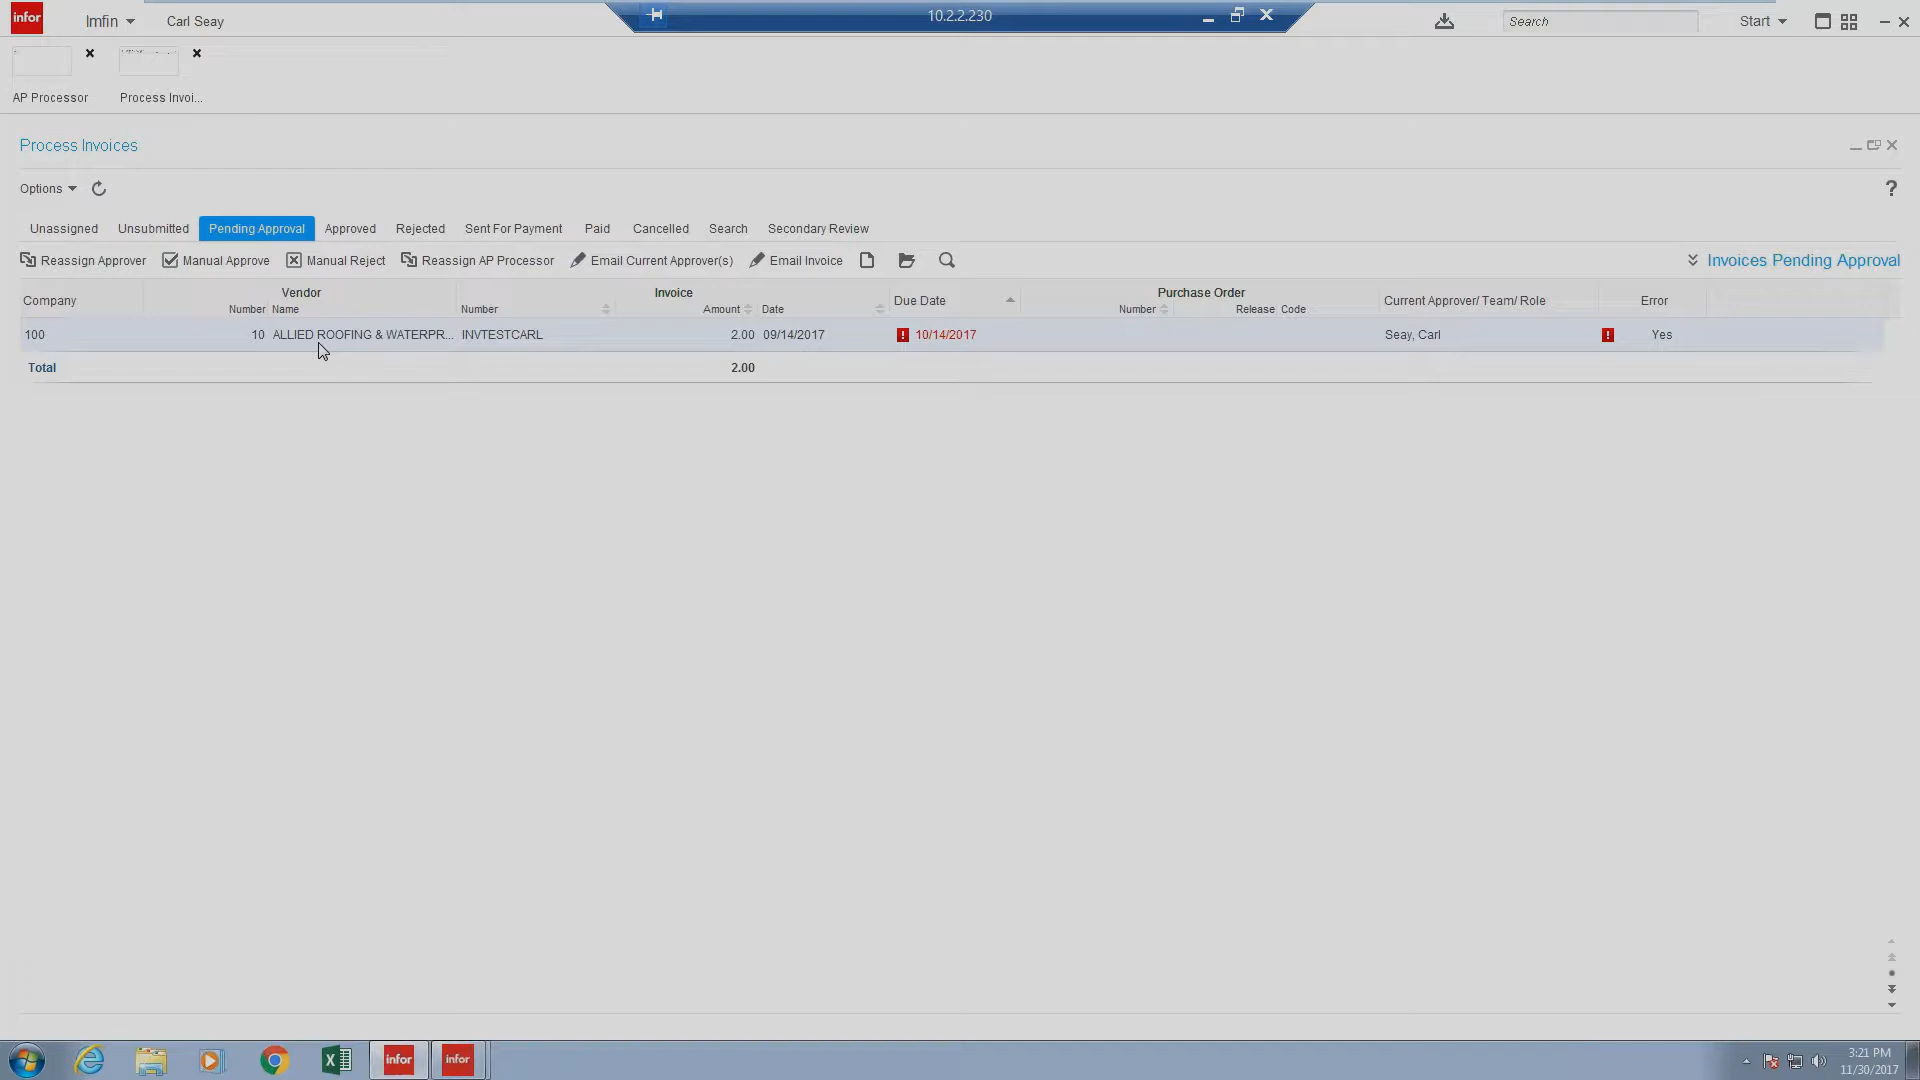 infor
Imfin
Carl Seay
10.2.2.230
Search
Start
AP Processor
Process Invoi...
Process Invoices
Options
?
Unassigned
Unsubmitted
Pending Approval
Approved
Rejected
Sent For Payment
Paid
Cancelled
Search
Secondary Review
Reassign Approver
Manual Approve
Manual Reject
Reassign AP Processor
Email Current Approver(s)
Email Invoice
Invoices Pending Approval
Company
Vendor
Number Name
Invoice
Number Amount Date
Due Date
Purchase Order
Number Release Code
Current Approver/ Team/ Role
Error
100 10 ALLIED ROOFING & WATERPR... INVTESTCARL 2.00 09/14/2017 ! 10/14/2017 Seay, Carl ! Yes
Total 2.00
infor
infor
3:21 PM
11/30/2017